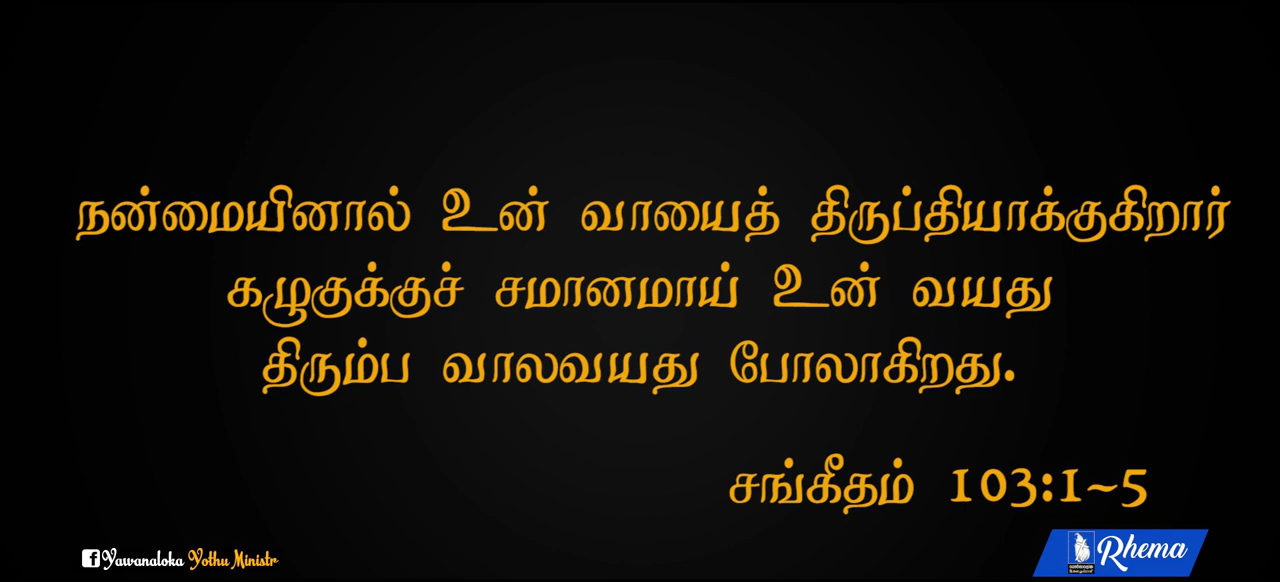 நன்மையினால் உன் வாயைத் திருப்தியாக்குகிறார்
கழுகுக்குச் சமானமாய் உன் வயது
திரும்ப வாலவயது போலாகிறது.
சங்கீதம் 103:1~5
Yawanaloka Yothu Ministr
Rhema